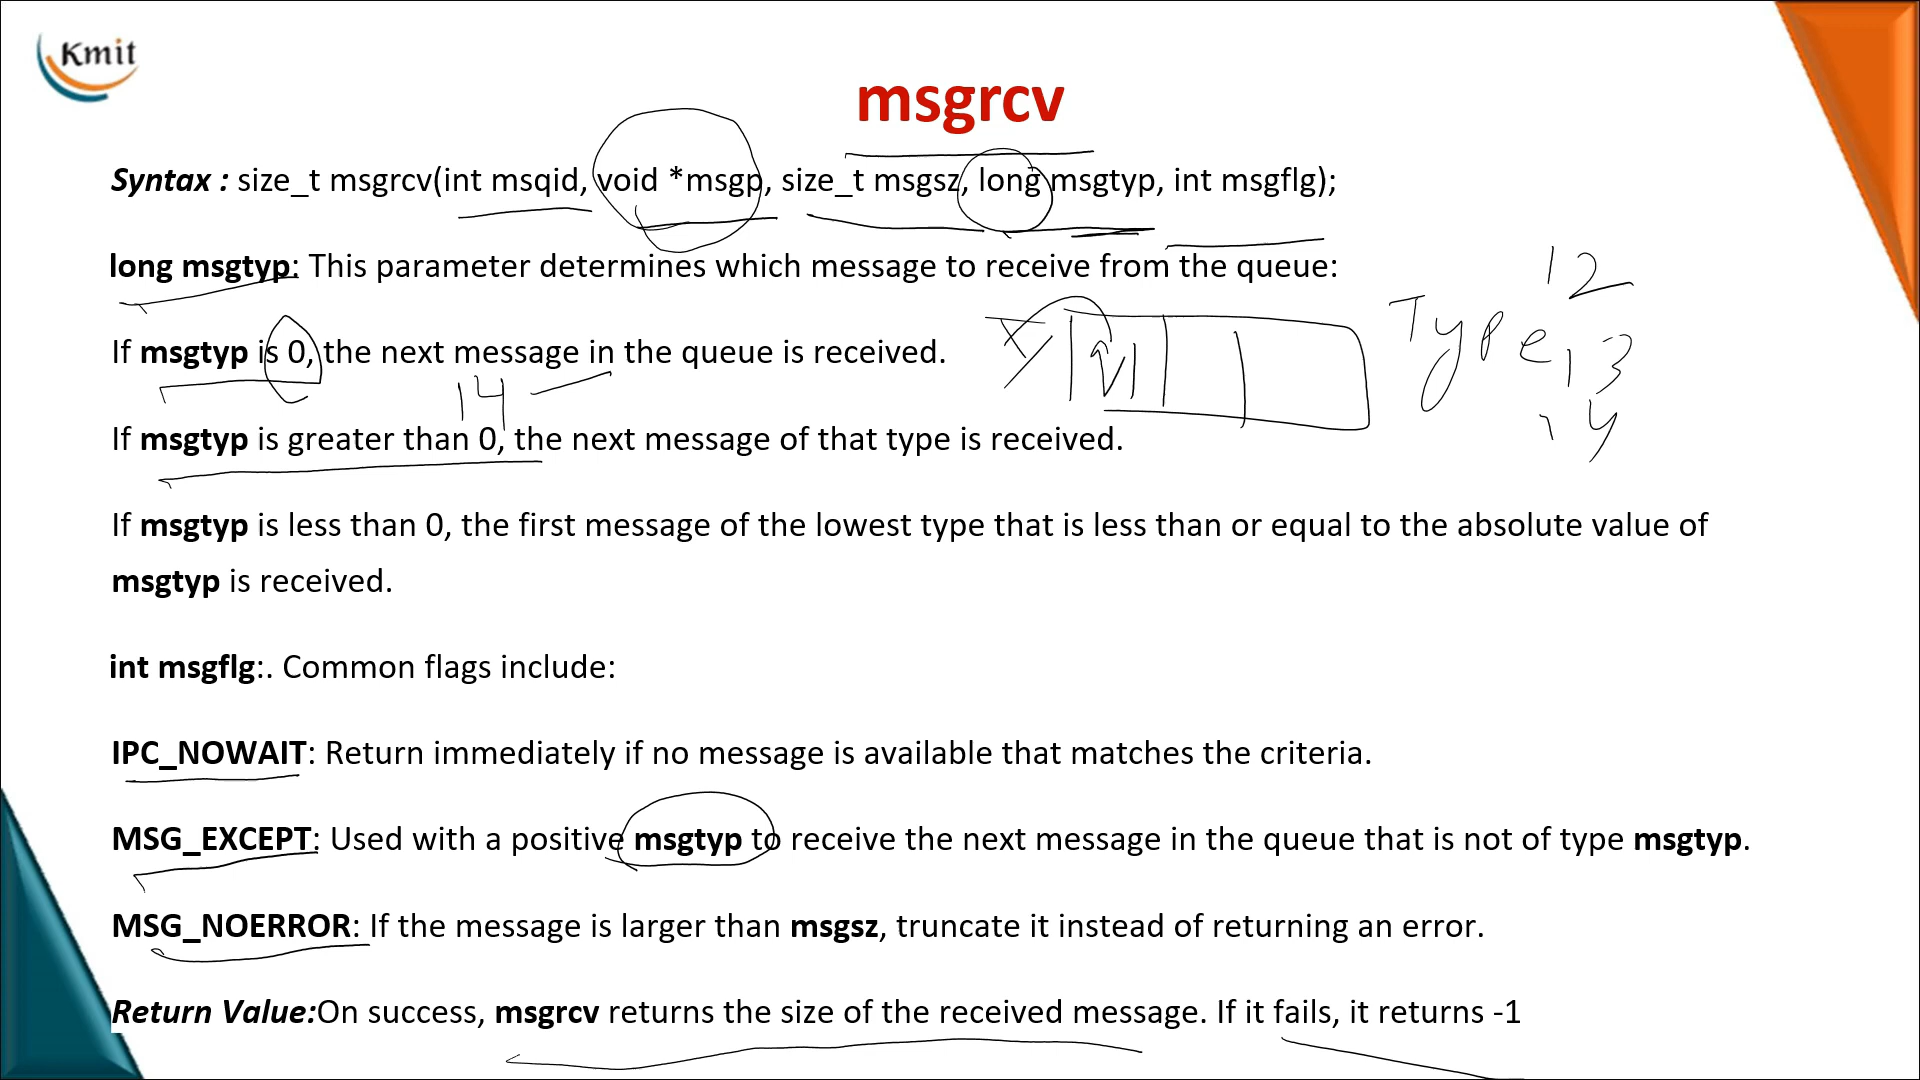 Kmit
msgrcv
Syntax : size_t msgrcv(int msqid, void *msgp, size_t msgsz, long msgtyp, int msgflg);
long msgtyp: This parameter determines which message to receive from the queue:
12
Type
13
14
If msgtyp is 0, the next message in the queue is received.
14
If msgtyp is greater than 0, the next message of that type is received.
If msgtyp is less than 0, the first message of the lowest type that is less than or equal to the absolute value of
msgtyp is received.
int msgflg:. Common flags include:
IPC_NOWAIT: Return immediately if no message is available that matches the criteria.
MSG_EXCEPT: Used with a positive msgtyp to receive the next message in the queue that is not of type msgtyp.
MSG_NOERROR: If the message is larger than msgsz, truncate it instead of returning an error.
Return Value:On success, msgrcv returns the size of the received message. If it fails, it returns -1